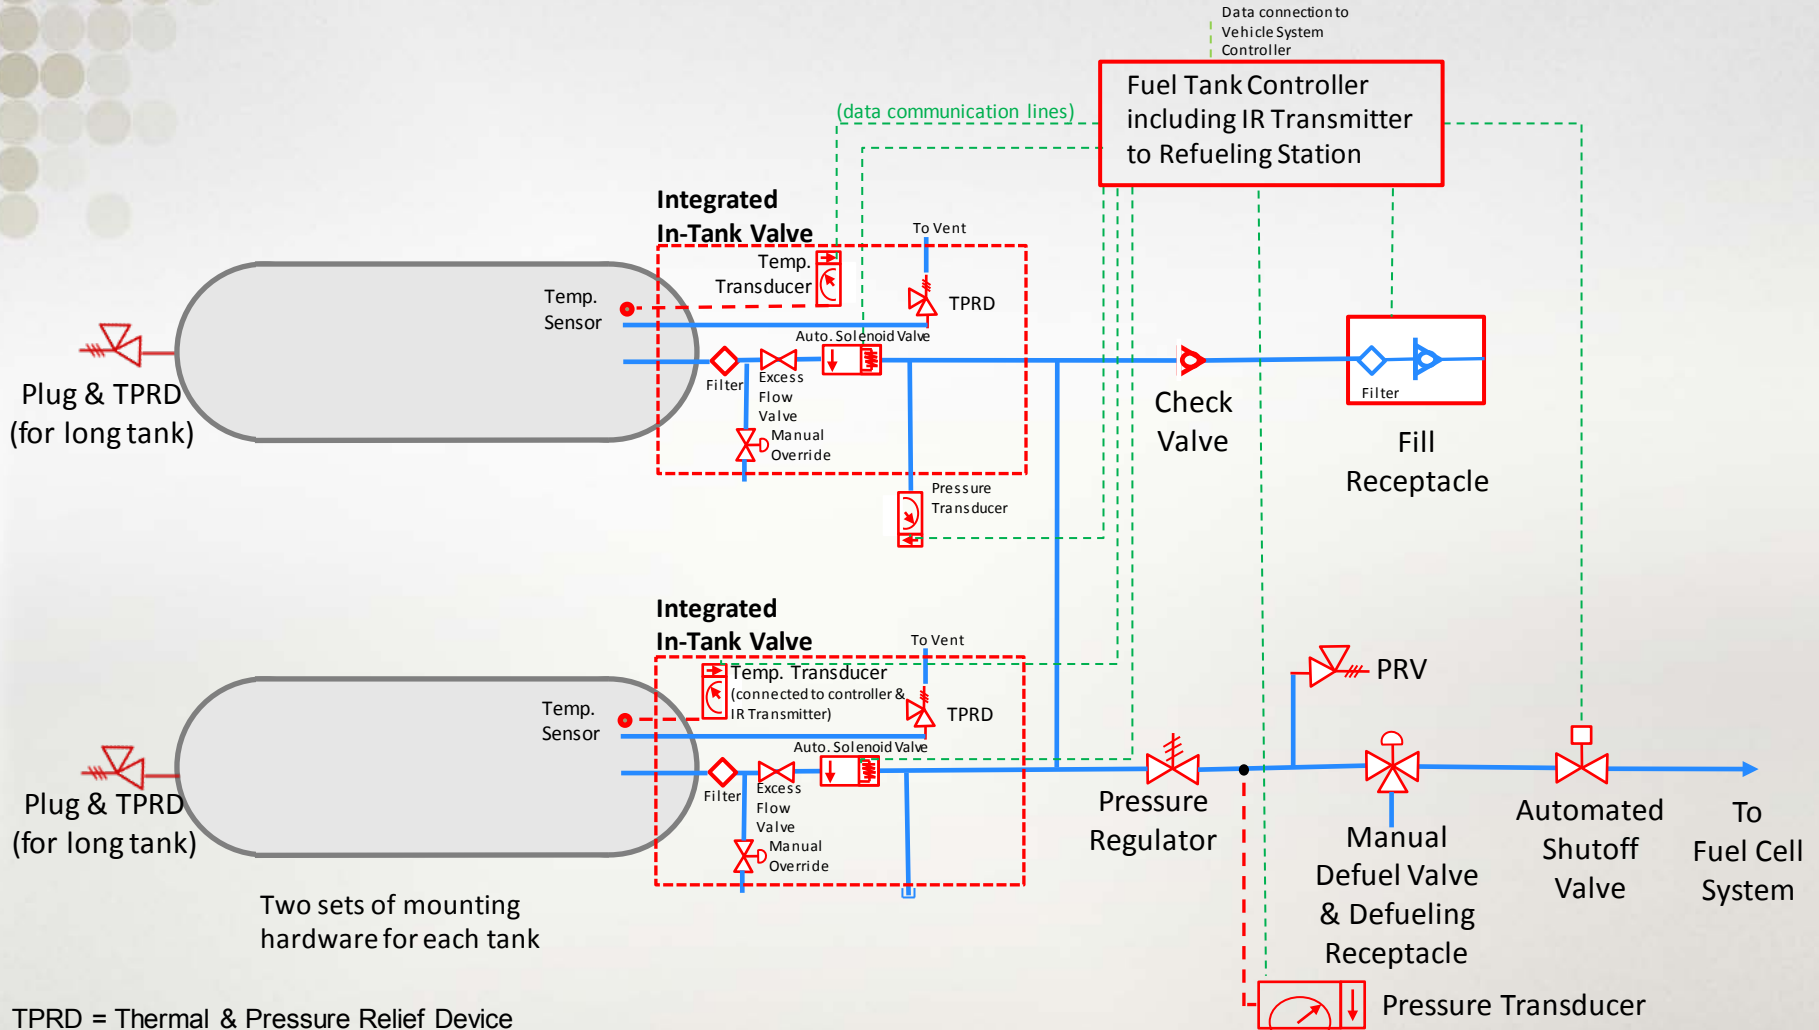 Data connection to
Vehicle System
Controller
Fuel Tank Controller
including IR Transmitter
to Refueling Station
(data communication lines)
Integrated
In-Tank Valve
To Vent
Temp.
Transducer
TPRD
Temp.
Sensor
Auto. Solenoid Valve
Plug & TPRD
(for long tank)
Filter
Excess
Flow
Valve
Manual
Override
Check
Valve
Filter
Fill
Receptacle
Pressure
Transducer
Integrated
In-Tank Valve
To Vent
Temp. Transducer
(connected to controller &
IR Transmitter)
TPRD
Temp.
Sensor
Auto. Solenoid Valve
Plug & TPRD
(for long tank)
Filter
Excess
Flow
Valve
Manual
Override
PRV
Pressure
Regulator
Manual
Defuel Valve
& Defueling
Receptacle
Automated
Shutoff
Valve
To
Fuel Cell
System
Two sets of mounting
hardware for each tank
Pressure Transducer
TPRD = Thermal & Pressure Relief Device